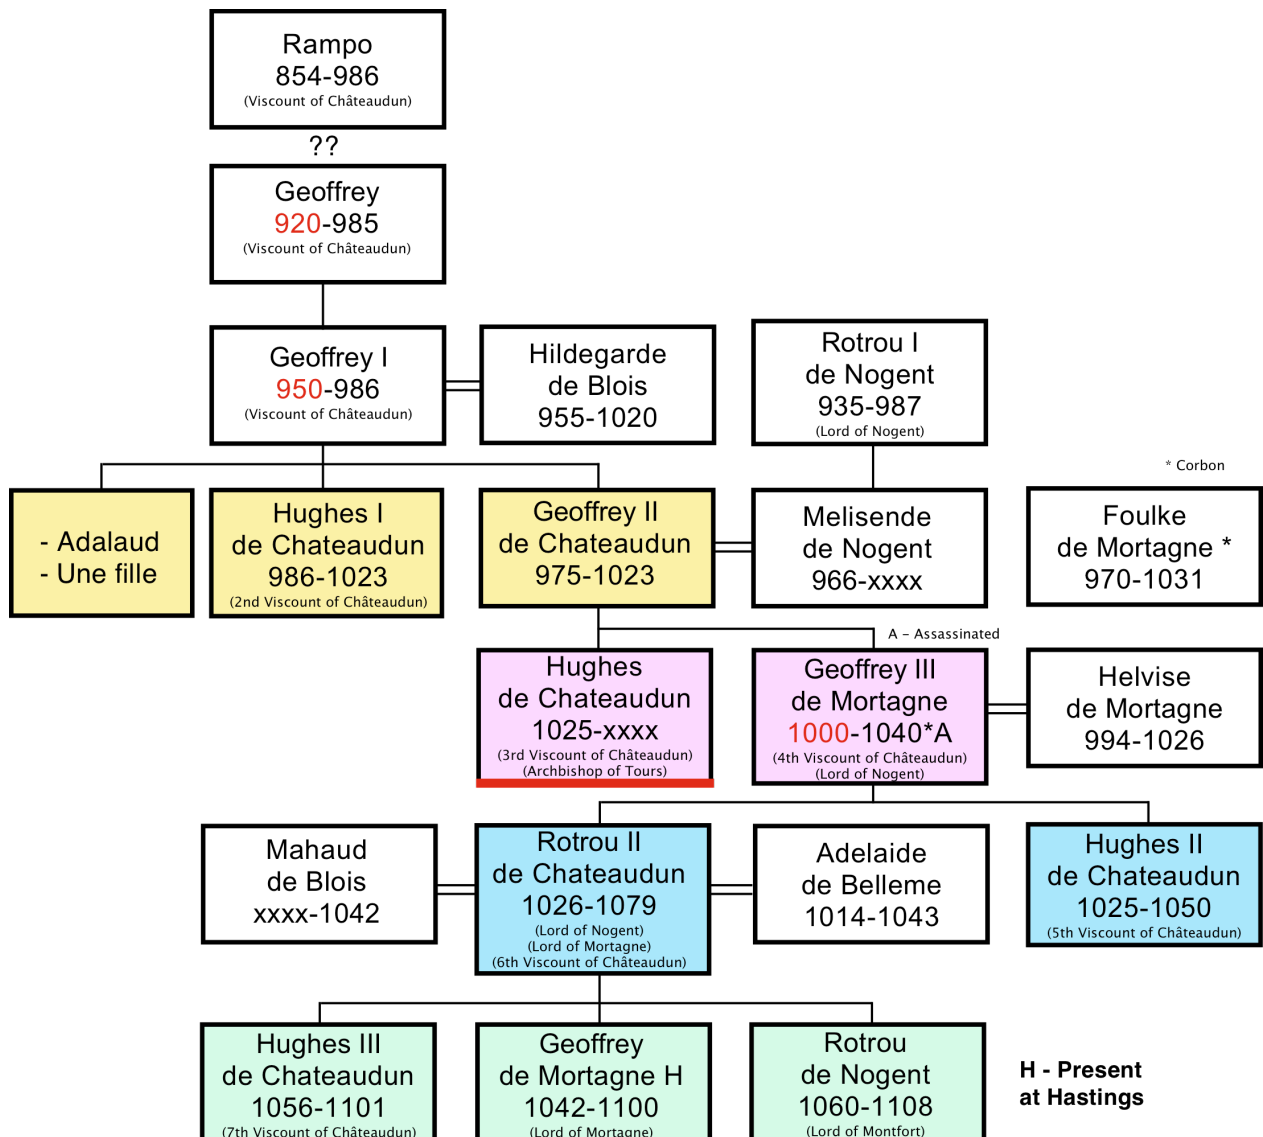 Rampo
854-986
(Viscount of Châteaudun)
??
Geoffrey
920-985
(Viscount of Châteaudun)
Geoffrey I
950-986
(Viscount of Châteaudun)
Hildegarde
de Blois
955-1020
Rotrou I
de Nogent
935-987
(Lord of Nogent)
* Corbon
- Adalaud
- Une fille
Hughes I
de Chateaudun
986-1023
(2nd Viscount of Châteaudun)
Geoffrey II
de Chateaudun
975-1023
Melisende
de Nogent
966-xxxx
Foulke
de Mortagne *
970-1031
A - Assassinated
Hughes
de Chateaudun
1025-xxxx
(3rd Viscount of Châteaudun)
(Archbishop of Tours)
Geoffrey III
de Mortagne
1000-1040*A
(4th Viscount of Châteaudun)
(Lord of Nogent)
Helvise
de Mortagne
994-1026
Mahaud
de Blois
xxxx-1042
Rotrou II
de Chateaudun
1026-1079
(Lord of Nogent)
(Lord of Mortagne)
(6th Viscount of Châteaudun)
Adelaide
de Belleme
1014-1043
Hughes II
de Chateaudun
1025-1050
(5th Viscount of Châteaudun)
Hughes III
de Chateaudun
1056-1101
(7th Viscount of Châteaudun)
Geoffrey
de Mortagne H
1042-1100
(Lord of Mortagne)
Rotrou
de Nogent
1060-1108
(Lord of Montfort)
H - Present
at Hastings